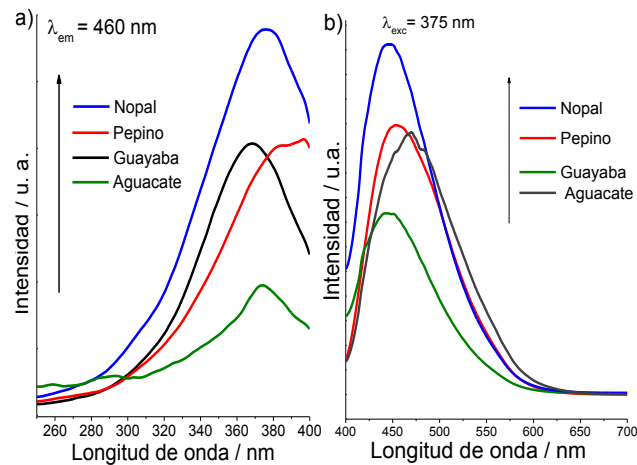 a)
λem = 460 nm
Nopal
Pepino
Guayaba
Aguacate
Intensidad / u. a.
260 280 300 320 340 360 380 400
Longitud de onda / nm
b)
λexc = 375 nm
Nopal
Pepino
Guayaba
Aguacate
Intensidad / u. a.
400 450 500 550 600 650 700
Longitud de onda / nm